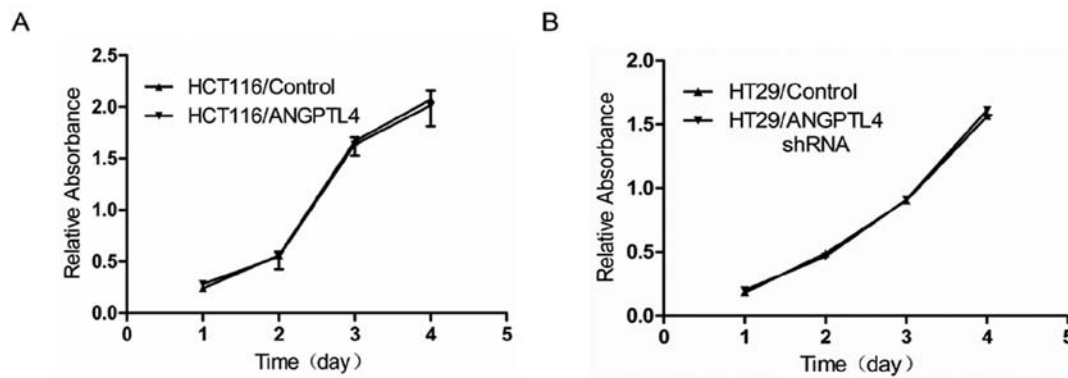 A
2.5
2.0
1.5
1.0
0.5
0.0
Relative Absorbance
HCT116/Control
HCT116/ANGPTL4
0 1 2 3 4 5
Time（day）
B
2.0
1.5
1.0
0.5
0.0
Relative Absorbance
HT29/Control
HT29/ANGPTL4
shRNA
0 1 2 3 4 5
Time（day）